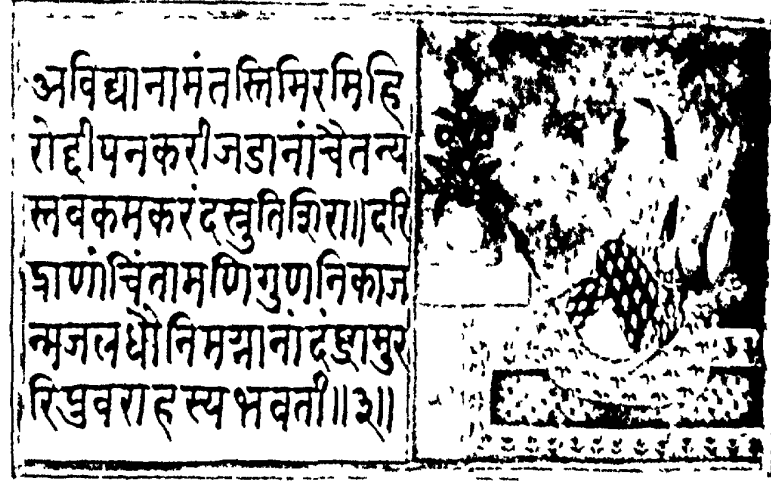 अविद्यानामंतस्तिमिरमिहि
रोद्दीपनकरीजडानांचैतन्य
स्तवकमकरंदस्त्रुतिशिरा॥दरि
द्राणांचिंतामणिगुणनिकाज
न्मजलधौनिमग्नानांदंष्ट्रामुर
रिपुवराहस्यभवती॥३॥